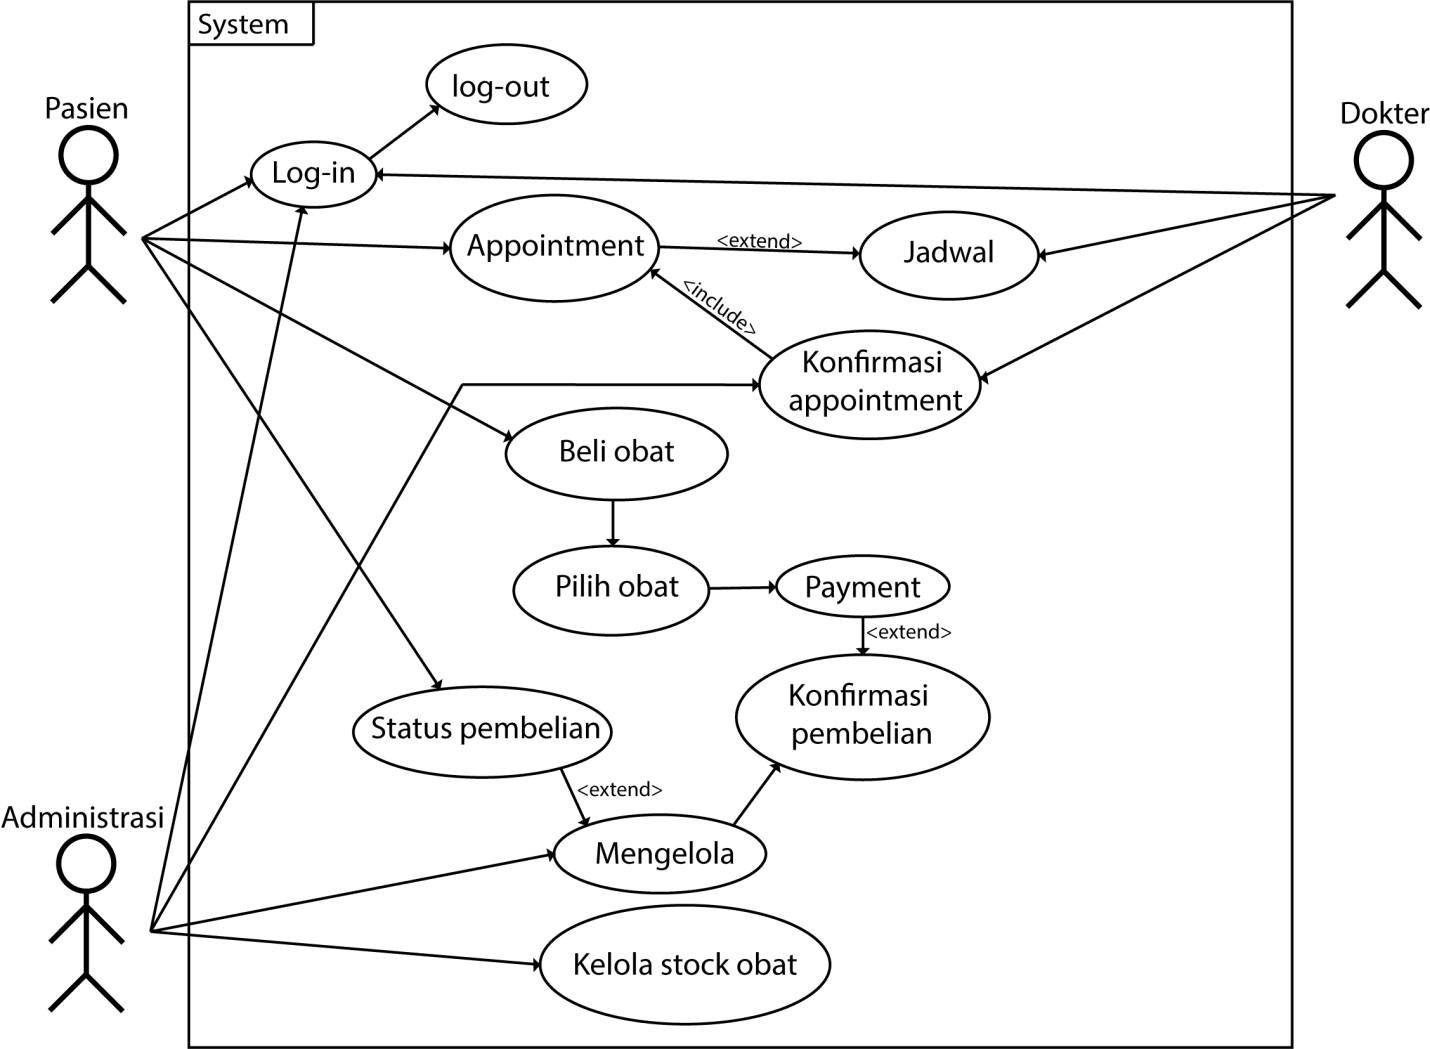 System
log-out
Pasien
Dokter
Log-in
Appointment
<extend>
Jadwal
<include>
Konfirmasi
appointment
Beli obat
Pilih obat
Payment
<extend>
Konfirmasi
pembelian
Status pembelian
<extend>
Administrasi
Mengelola
Kelola stock obat